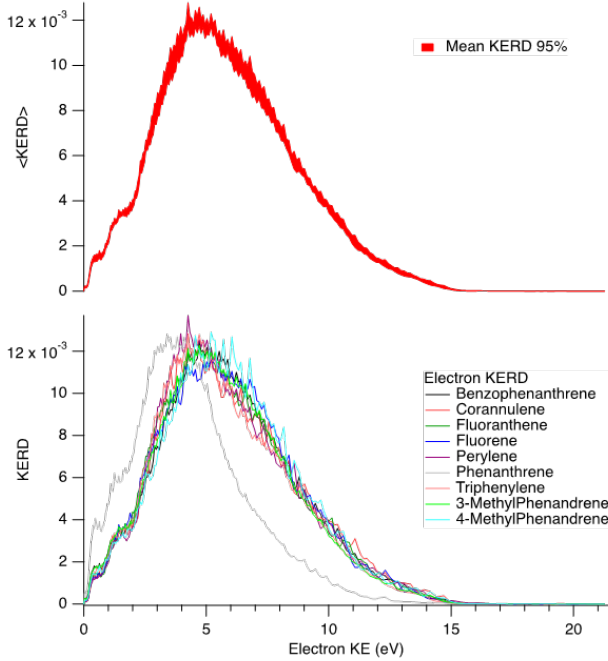 12 x 10⁻³
10
8
6
4
2
0
<KERD>
Mean KERD 95%
12 x 10⁻³
10
8
6
4
2
0
KERD
Electron KERD
Benzophenanthrene
Corannulene
Fluoranthene
Fluorene
Perylene
Phenanthrene
Triphenylene
3-MethylPhenandrene
4-MethylPhenandrene
0 5 10 15 20
Electron KE (eV)